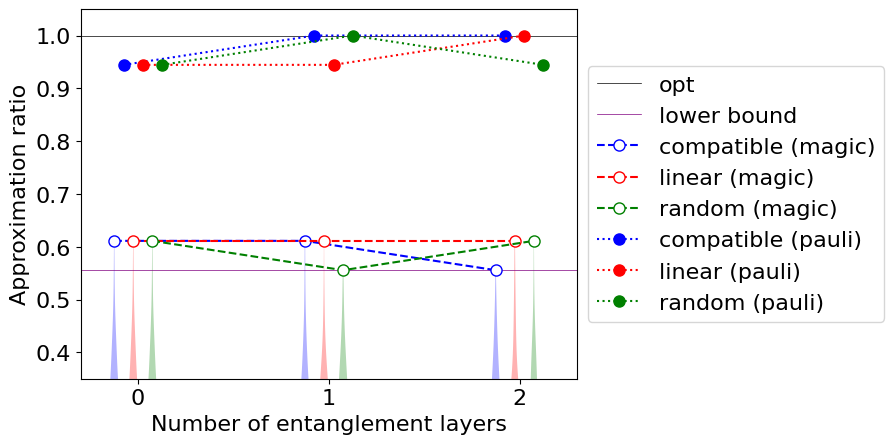 1.0
0.9
0.8
0.7
0.6
0.5
0.4
Approximation ratio
0
1
2
Number of entanglement layers
opt
lower bound
compatible (magic)
linear (magic)
random (magic)
compatible (pauli)
linear (pauli)
random (pauli)